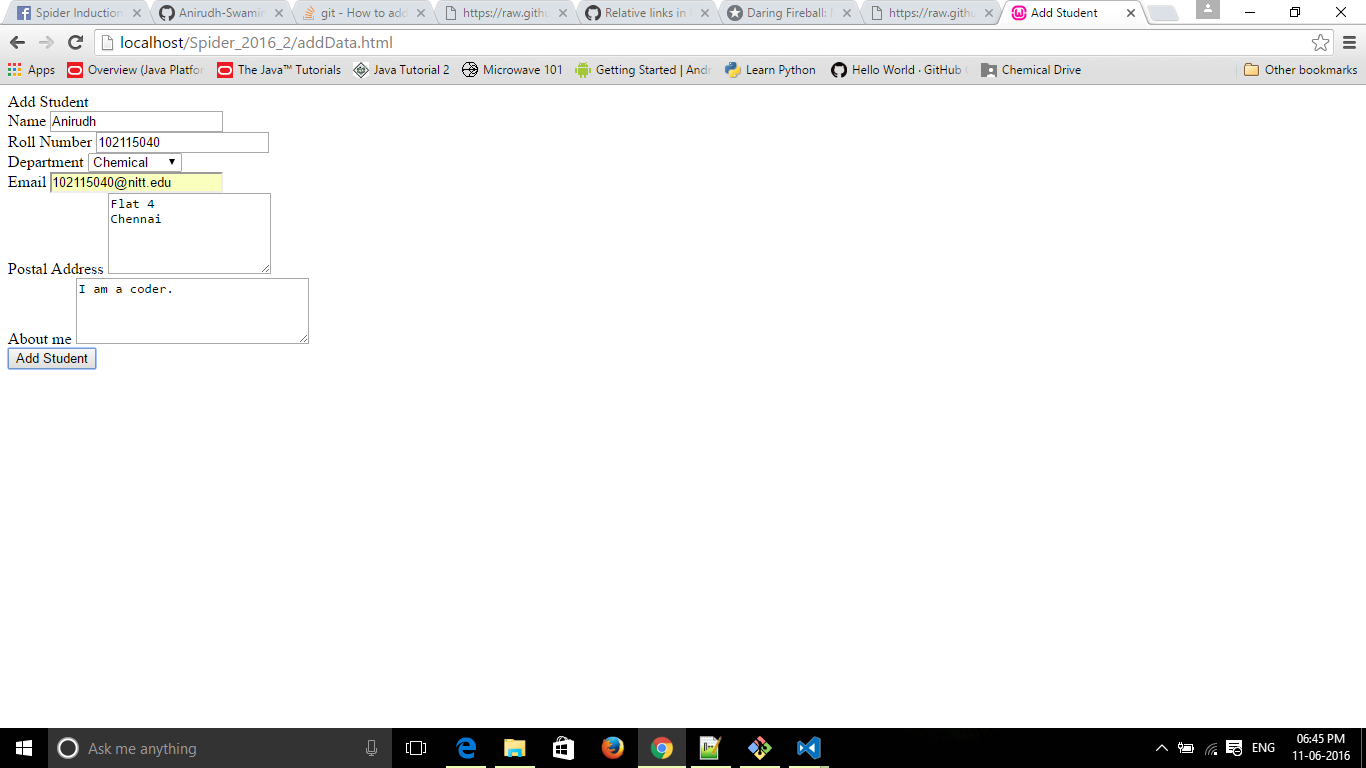 Spider Induction
Anirudh-Swamin
git - How to add
https://raw.githu
Relative links in
Daring Fireball:
https://raw.githu
Add Student
localhost/Spider_2016_2/addData.html
Apps
Overview (Java Platfor
The Java™ Tutorials
Java Tutorial 2
Microwave 101
Getting Started | Andr
Learn Python
Hello World · GitHub
Chemical Drive
Other bookmarks
Add Student
Name Anirudh
Roll Number 102115040
Department Chemical
Email 102115040@nitt.edu
Flat 4
Chennai
Postal Address
I am a coder.
About me
Add Student
Ask me anything
ENG
06:45 PM
11-06-2016